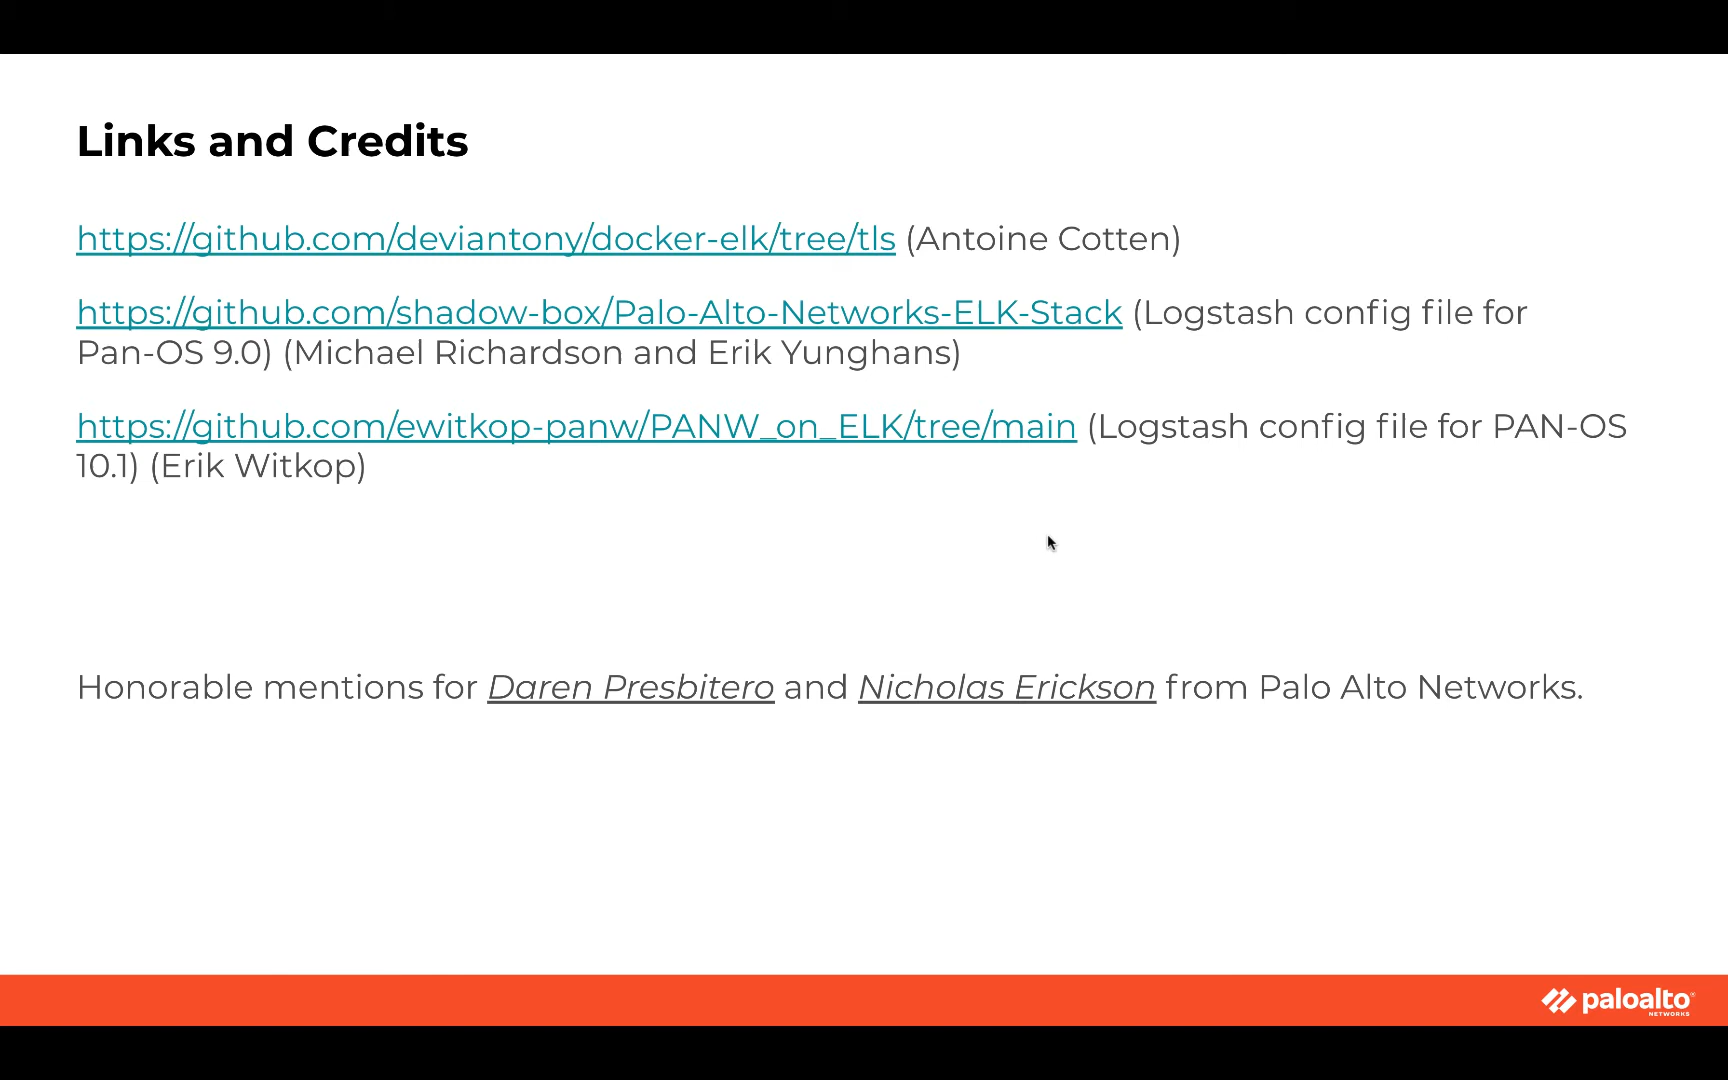 Links and Credits
https://github.com/deviantony/docker-elk/tree/tls (Antoine Cotten)
https://github.com/shadow-box/Palo-Alto-Networks-ELK-Stack (Logstash config file for
Pan-OS 9.0) (Michael Richardson and Erik Yunghans)
https://github.com/ewitkop-panw/PANW_on_ELK/tree/main (Logstash config file for PAN-OS
10.1) (Erik Witkop)
Honorable mentions for Daren Presbitero and Nicholas Erickson from Palo Alto Networks.
paloalto
NETWORKS